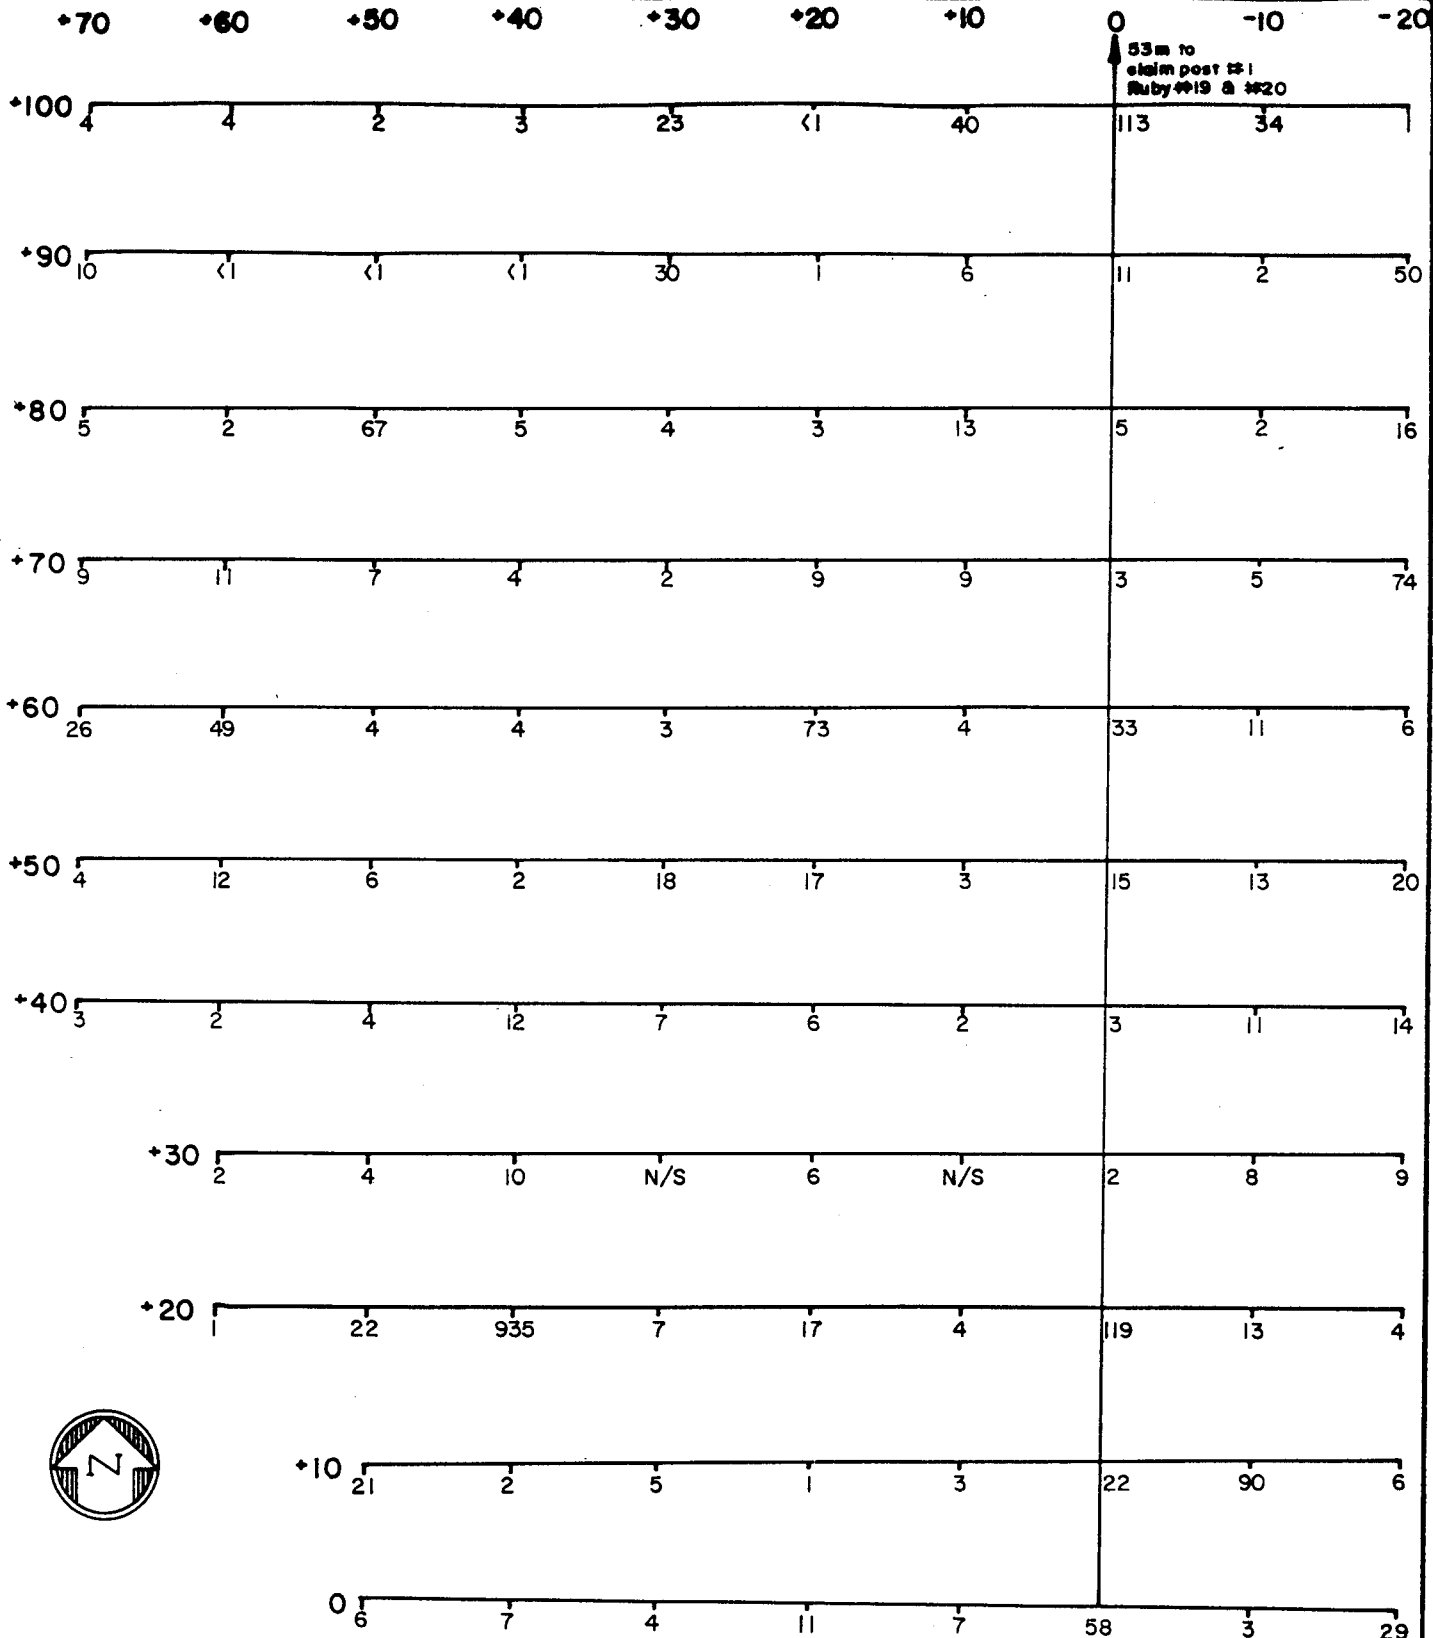 +70 +60 +50 +40 +30 +20 +10 0 -10 -20
53m to
claim post #1
Ruby #19 & #20
+100
4 4 2 3 23 <1 40 113 34 1
+90
10 <1 <1 <1 30 1 6 11 2 50
+80
5 2 67 5 4 3 13 5 2 16
+70
9 11 7 4 2 9 9 3 5 74
+60
26 49 4 4 3 73 4 33 11 6
+50
4 12 6 2 18 17 3 15 13 20
+40
3 2 4 12 7 6 2 3 11 14
+30
2 4 10 N/S 6 N/S 2 8 9
+20
1 22 935 7 17 4 119 13 4
N
+10
21 2 5 1 3 22 90 6
0
6 7 4 11 7 58 3 29